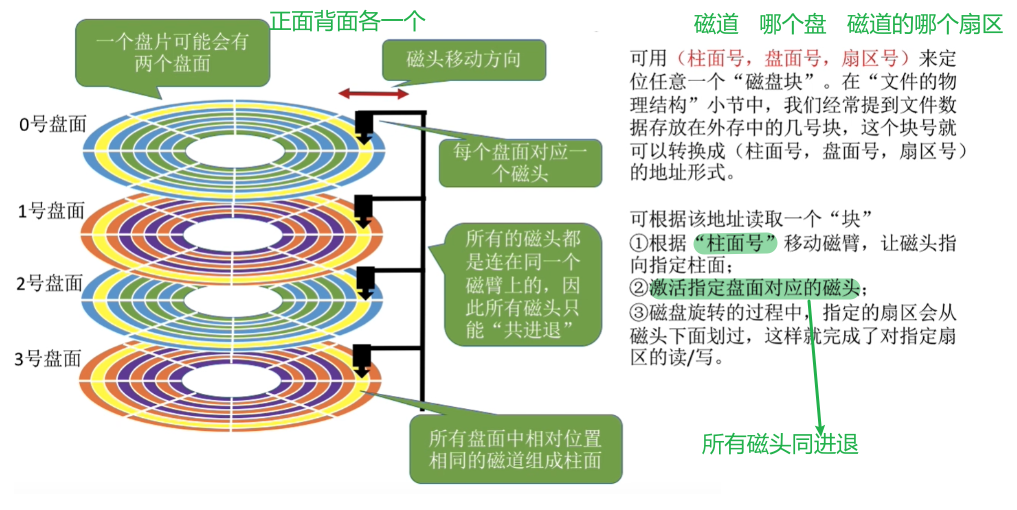 正面背面各一个
一个盘片可能会有
两个盘面
磁头移动方向
0号盘面
每个盘面对应一
个磁头
1号盘面
所有的磁头都
是连在同一个
磁臂上的，因
此所有磁头只
能“共进退”
2号盘面
3号盘面
所有盘面中相对位置
相同的磁道组成柱面
磁道 哪个盘 磁道的哪个扇区
可用（柱面号，盘面号，扇区号）来定
位任意一个“磁盘块”。在“文件的物
理结构”小节中，我们经常提到文件数
据存放在外存中的几号块，这个块号就
可以转换成（柱面号，盘面号，扇区号）
的地址形式。
可根据该地址读取一个“块”
①根据“柱面号”移动磁臂，让磁头指
向指定柱面；
②激活指定盘面对应的磁头；
③磁盘旋转的过程中，指定的扇区会从
磁头下面划过，这样就完成了对指定扇
区的读/写。
所有磁头同进退